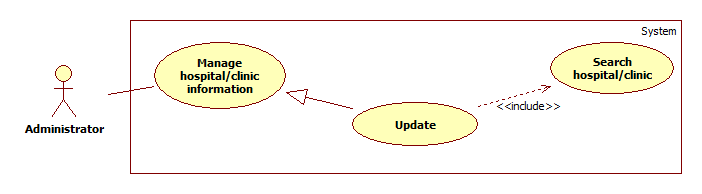 System
Manage
hospital/clinic
information
Search
hospital/clinic
<<include>>
Update
Administrator